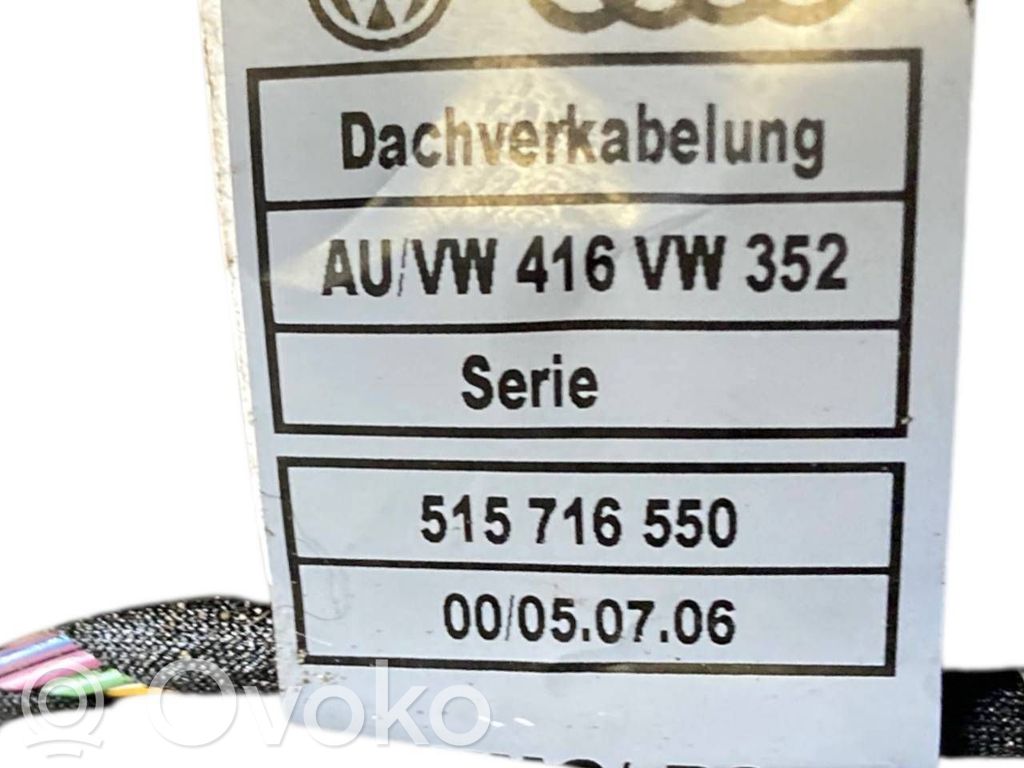 Dachverkabelung
AU/VW 416 VW 352
Serie
515 716 550
00/05.07.06
Ovoko